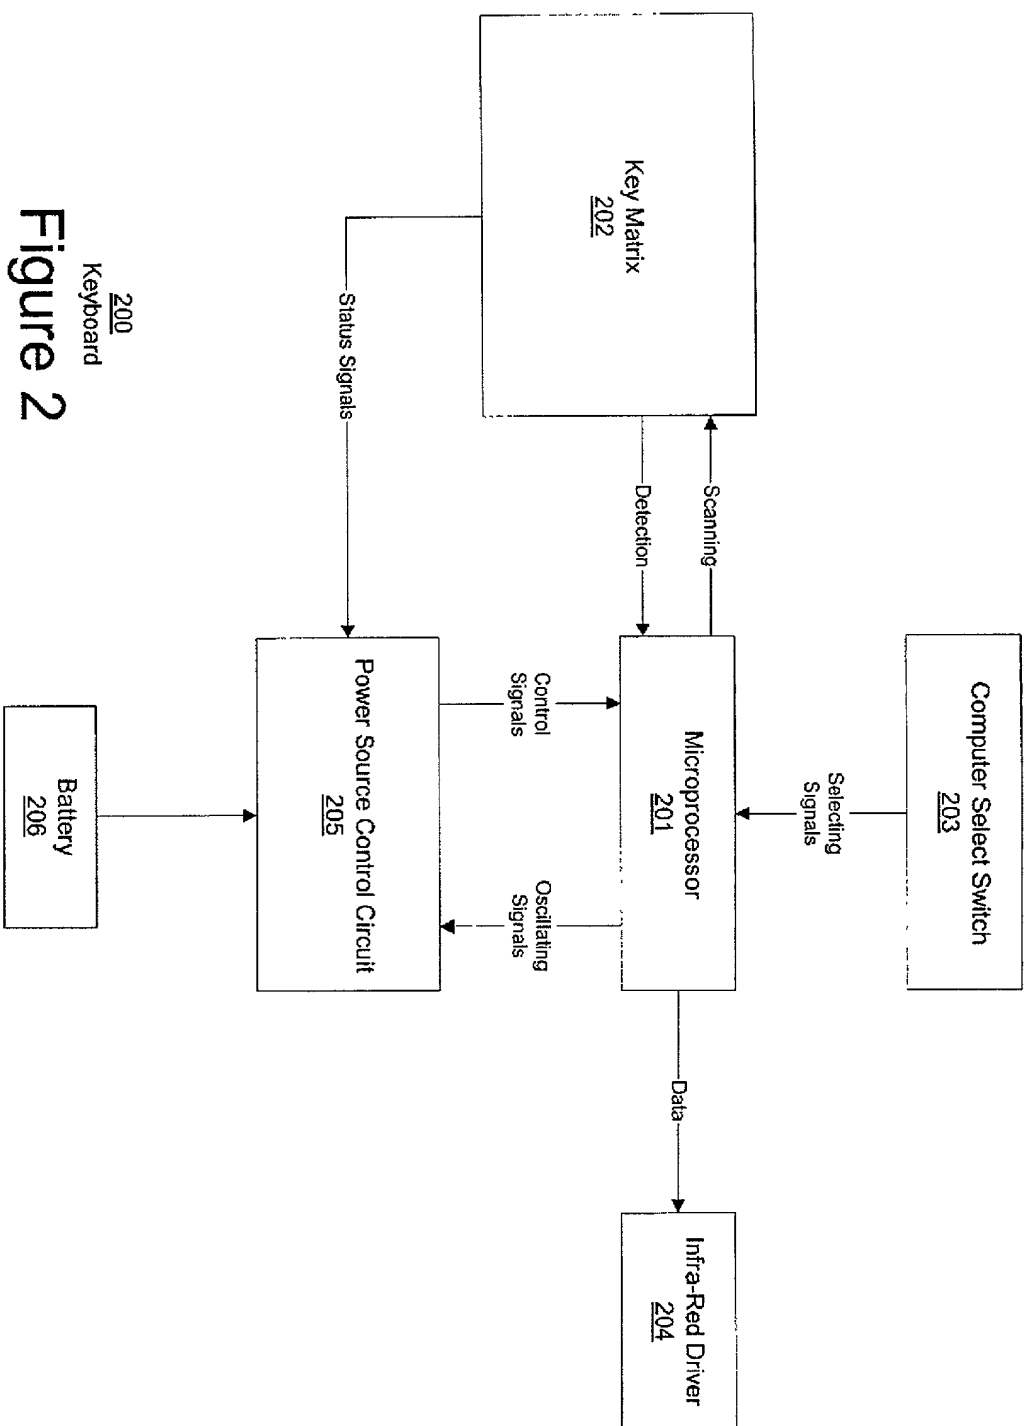 Computer Select Switch
203
Selecting
Signals
Key Matrix
202
Scanning
Detection
Microprocessor
201
Data
Infra-Red Driver
204
Control
Signals
Oscillating
Signals
Status Signals
Power Source Control Circuit
205
Battery
206
200
Keyboard
Figure 2